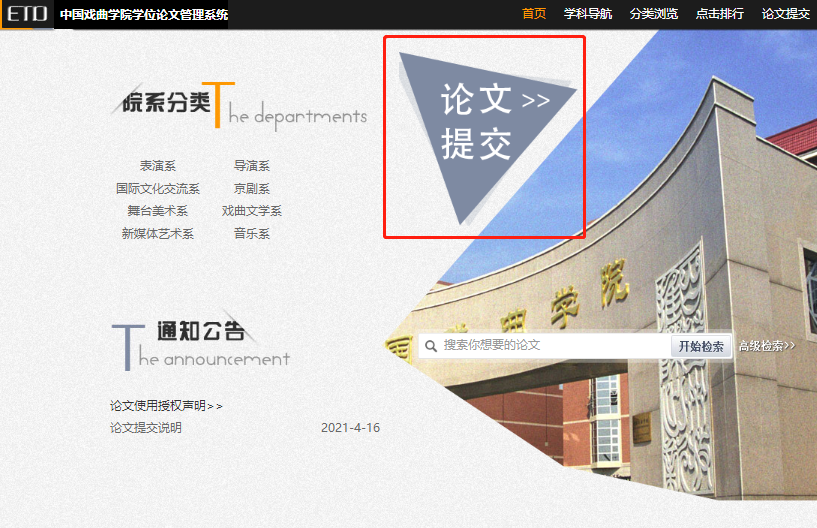 ETD 中国戏曲学院学位论文管理系统 首页 学科导航 分类浏览 点击排行 论文提交
院系分类 The departments
论文 >>
提交
表演系 导演系
国际文化交流系 京剧系
舞台美术系 戏曲文学系
新媒体艺术系 音乐系
曲学院
通知公告
The announcement
搜索你想要的论文 开始检索 高级检索>>
论文使用授权声明>>
论文提交说明 2021-4-16